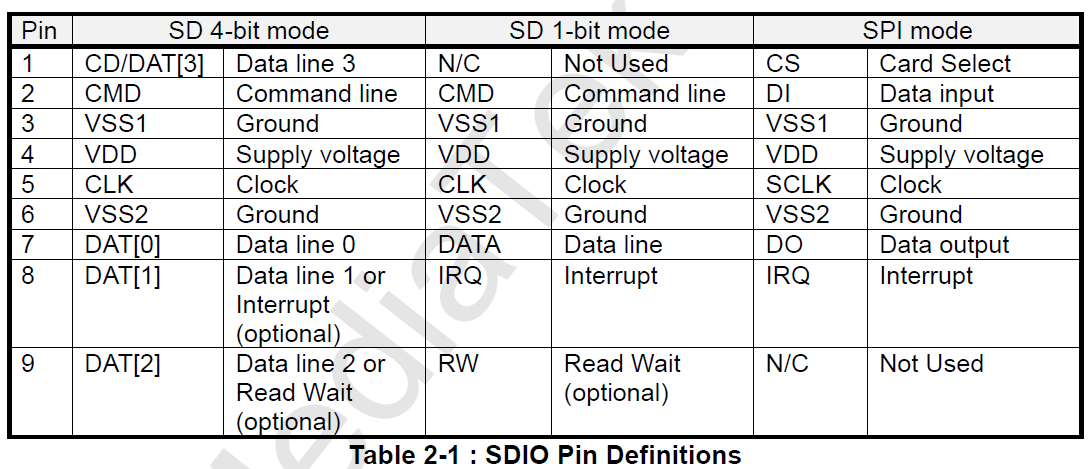 Pin SD 4-bit mode SD 1-bit mode SPI mode
1 CD/DAT[3] Data line 3 N/C Not Used CS Card Select
2 CMD Command line CMD Command line DI Data input
3 VSS1 Ground VSS1 Ground VSS1 Ground
4 VDD Supply voltage VDD Supply voltage VDD Supply voltage
5 CLK Clock CLK Clock SCLK Clock
6 VSS2 Ground VSS2 Ground VSS2 Ground
7 DAT[0] Data line 0 DATA Data line DO Data output
8 DAT[1] Data line 1 or IRQ Interrupt IRQ Interrupt
Interrupt
(optional)
9 DAT[2] Data line 2 or RW Read Wait N/C Not Used
Read Wait (optional)
(optional)
Table 2-1 : SDIO Pin Definitions
MediaTek